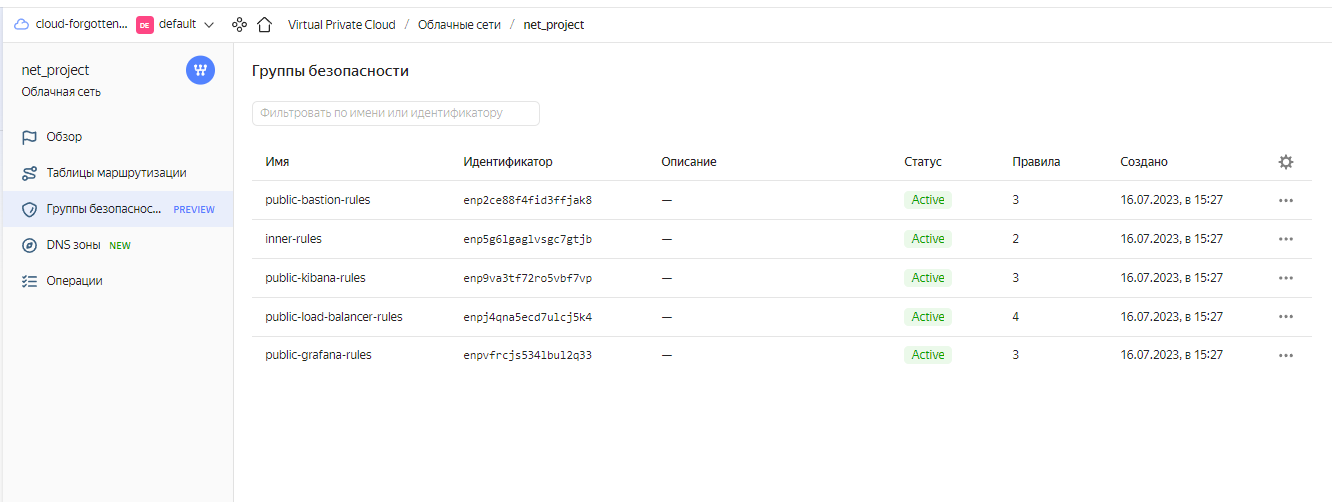 cloud-forgotten... DE default Virtual Private Cloud / Облачные сети / net_project
net_project
Облачная сеть
Обзор
Таблицы маршрутизации
Группы безопаснос... PREVIEW
DNS зоны NEW
Операции
Группы безопасности
Фильтровать по имени или идентификатору
Имя Идентификатор Описание Статус Правила Создано
public-bastion-rules enp2ce88f4fid3ffjak8 — Active 3 16.07.2023, в 15:27
inner-rules enp5g6lgaglvsgc7gtjb — Active 2 16.07.2023, в 15:27
public-kibana-rules enp9va3tf72ro5vbf7vp — Active 3 16.07.2023, в 15:27
public-load-balancer-rules enpj4qna5ecd7ulcj5k4 — Active 4 16.07.2023, в 15:27
public-grafana-rules enpvfrcjs534lbul2q33 — Active 3 16.07.2023, в 15:27